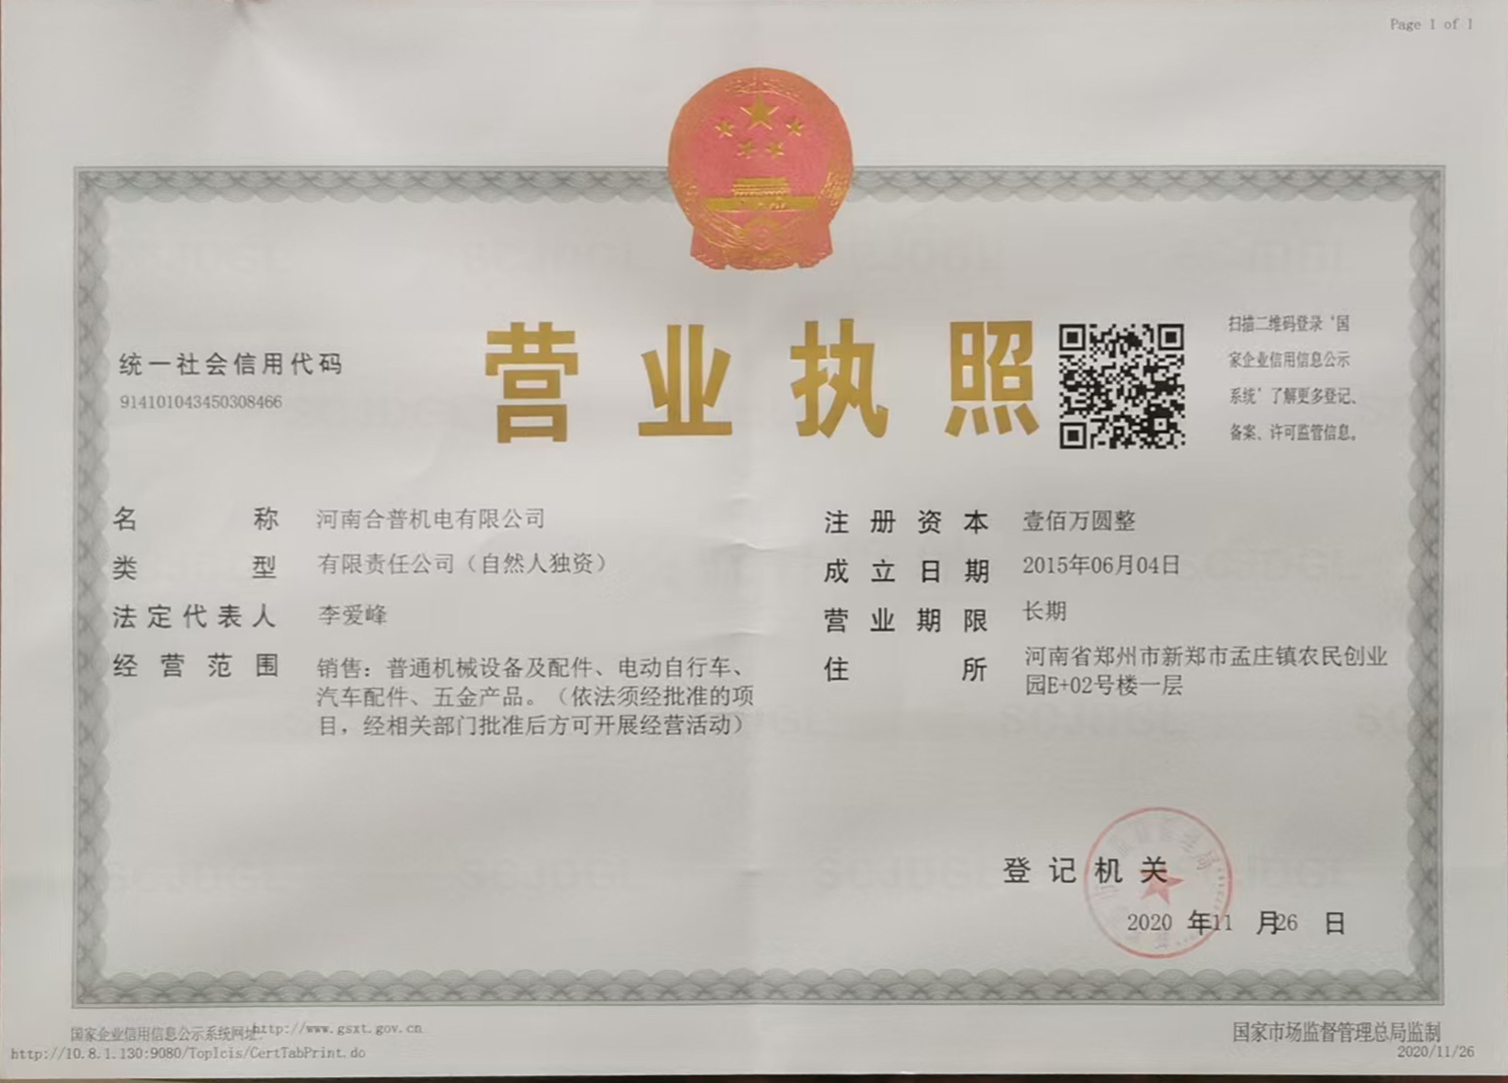 Page 1 of 1
营业执照
统一社会信用代码
914101043450308466
扫描二维码登录‘国
家企业信用信息公示
系统’了解更多登记、
备案、许可监管信息。
名称 河南合普机电有限公司
类型 有限责任公司（自然人独资）
法定代表人 李爱峰
经营范围 销售：普通机械设备及配件、电动自行车、
汽车配件、五金产品。（依法须经批准的项
目，经相关部门批准后方可开展经营活动）
注册资本 壹佰万圆整
成立日期 2015年06月04日
营业期限 长期
住所 河南省郑州市新郑市孟庄镇农民创业
园E+02号楼一层
登记机关
2020 年11 月26 日
国家企业信用信息公示系统网址：http://www.gsxt.gov.cn
http://10.8.1.130:9080/TopIcis/CertTabPrint.do
国家市场监督管理总局监制
2020/11/26